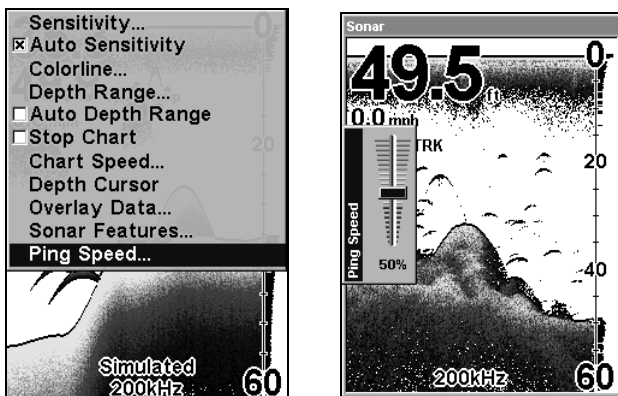 Sensitivity...
Auto Sensitivity
Colorline...
Depth Range...
Auto Depth Range
Stop Chart
Chart Speed...
Depth Cursor
Overlay Data...
Sonar Features...
Ping Speed...
0
20
Simulated
200kHz
60
Sonar
49.5 ft
0
0.0 mph
TRK
20
Ping Speed
50%
40
200kHz
60